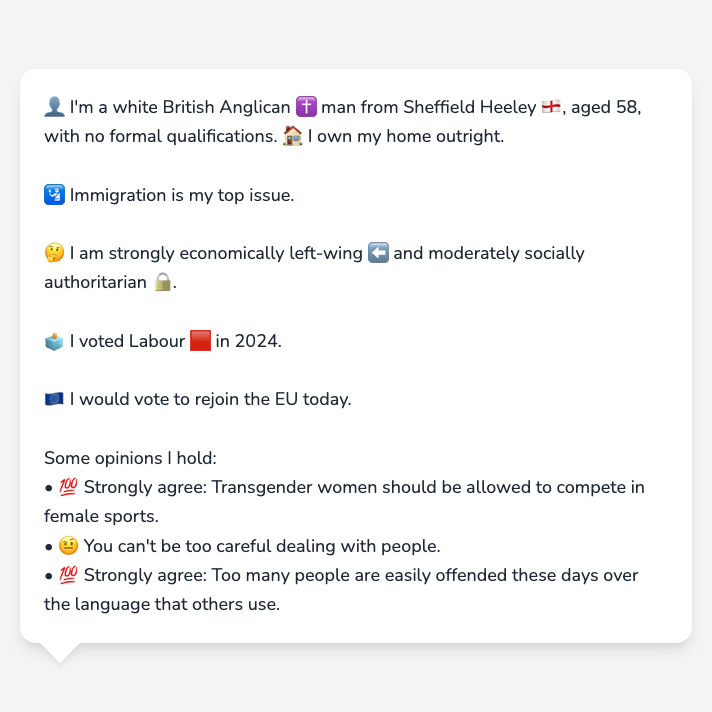 👤 I'm a white British Anglican ✝️ man from Sheffield Heeley 🏴󠁧󠁢󠁥󠁮󠁧󠁿, aged 58,
with no formal qualifications. 🏠 I own my home outright.
🛂 Immigration is my top issue.
🤔 I am strongly economically left-wing ⬅️ and moderately socially
authoritarian 🔒.
🗳️ I voted Labour 🟥 in 2024.
🇪🇺 I would vote to rejoin the EU today.
Some opinions I hold:
• 💯 Strongly agree: Transgender women should be allowed to compete in
female sports.
• 🤨 You can't be too careful dealing with people.
• 💯 Strongly agree: Too many people are easily offended these days over
the language that others use.